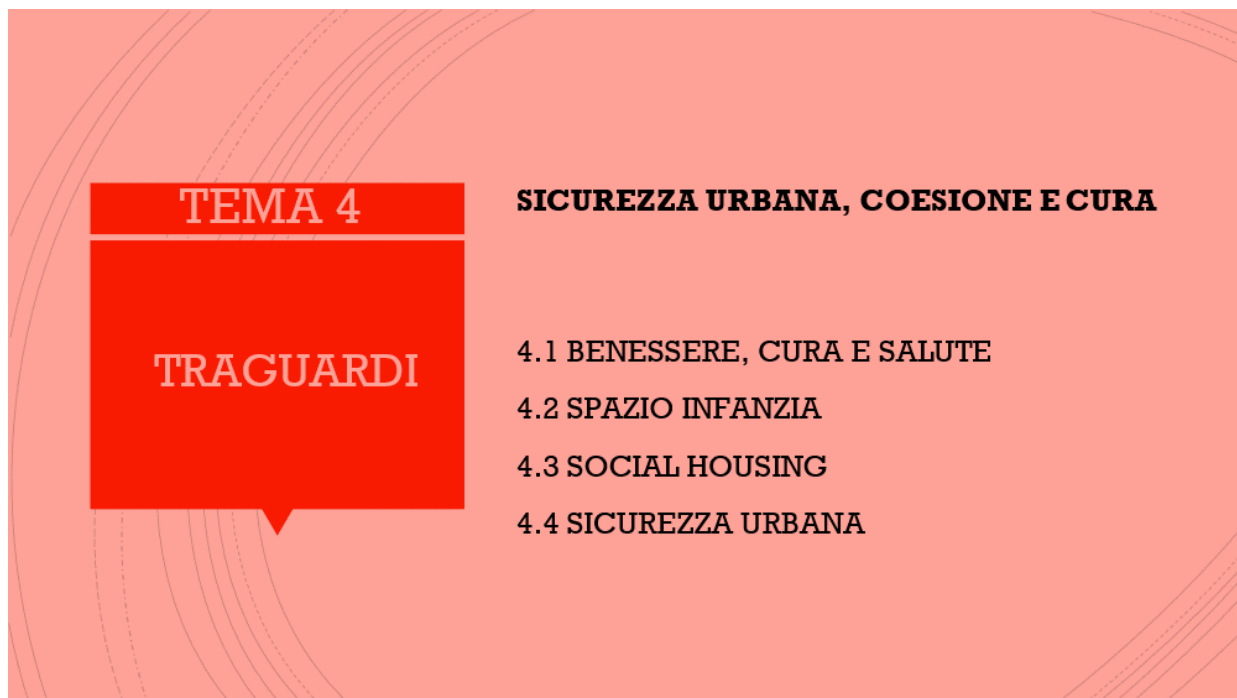 TEMA 4
TRAGUARDI
SICUREZZA URBANA, COESIONE E CURA
4.1 BENESSERE, CURA E SALUTE
4.2 SPAZIO INFANZIA
4.3 SOCIAL HOUSING
4.4 SICUREZZA URBANA